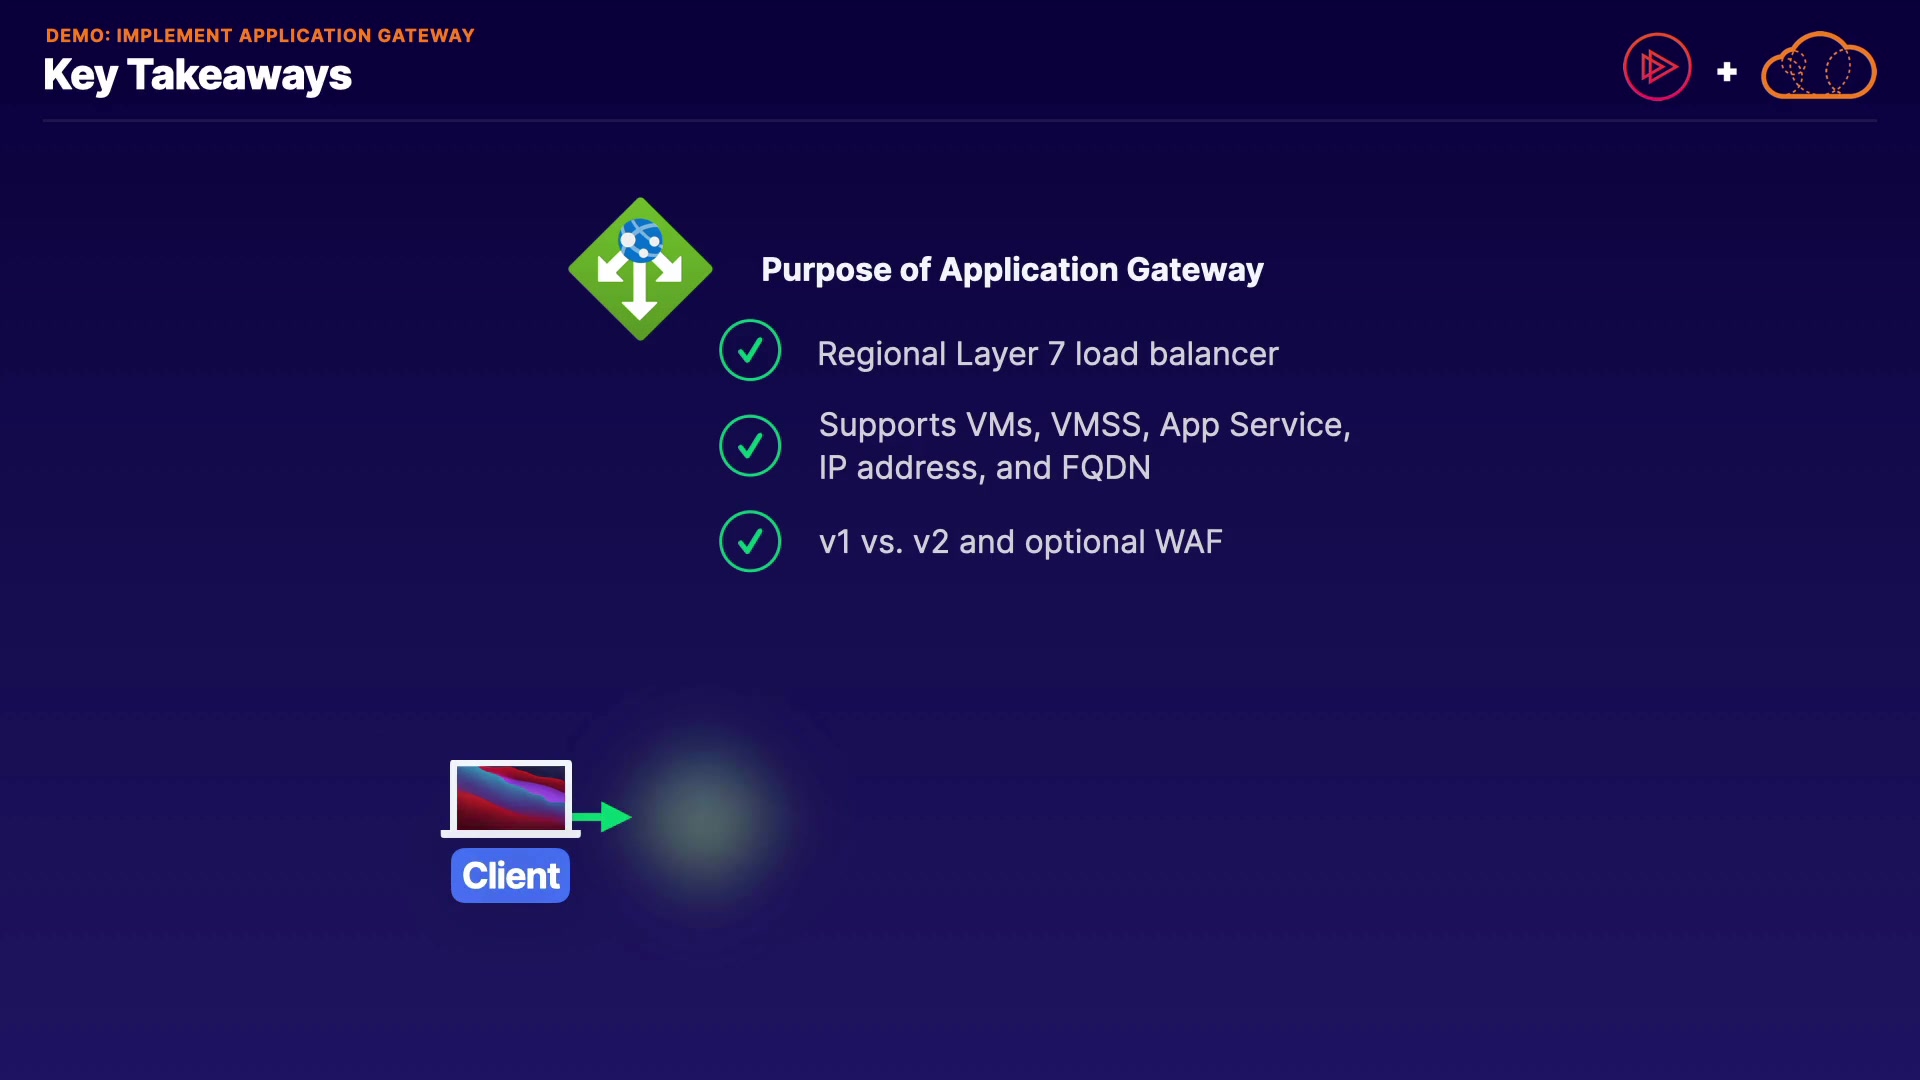 DEMO: IMPLEMENT APPLICATION GATEWAY
Key Takeaways
Purpose of Application Gateway
Regional Layer 7 load balancer
Supports VMs, VMSS, App Service,
IP address, and FQDN
v1 vs. v2 and optional WAF
Client